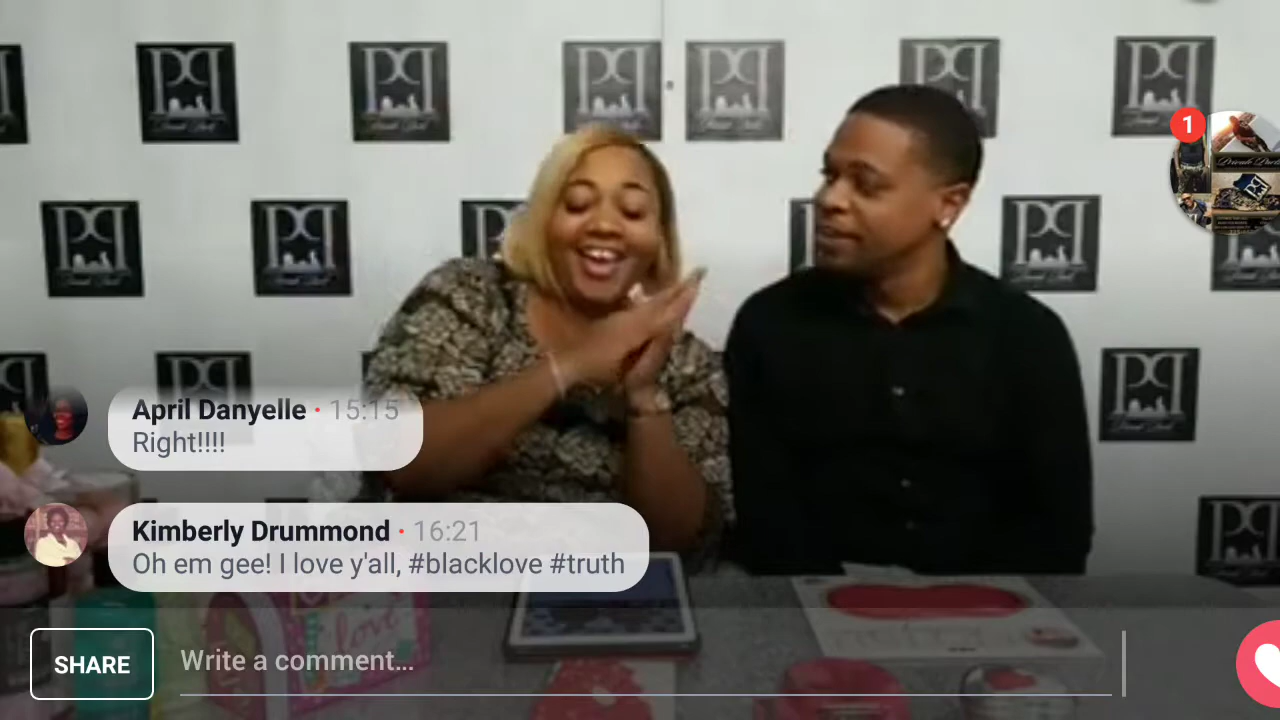 1
April Danyelle • 15:15
Right!!!!
Kimberly Drummond • 16:21
Oh em gee! I love y'all, #blacklove #truth
love
SHARE
Write a comment...